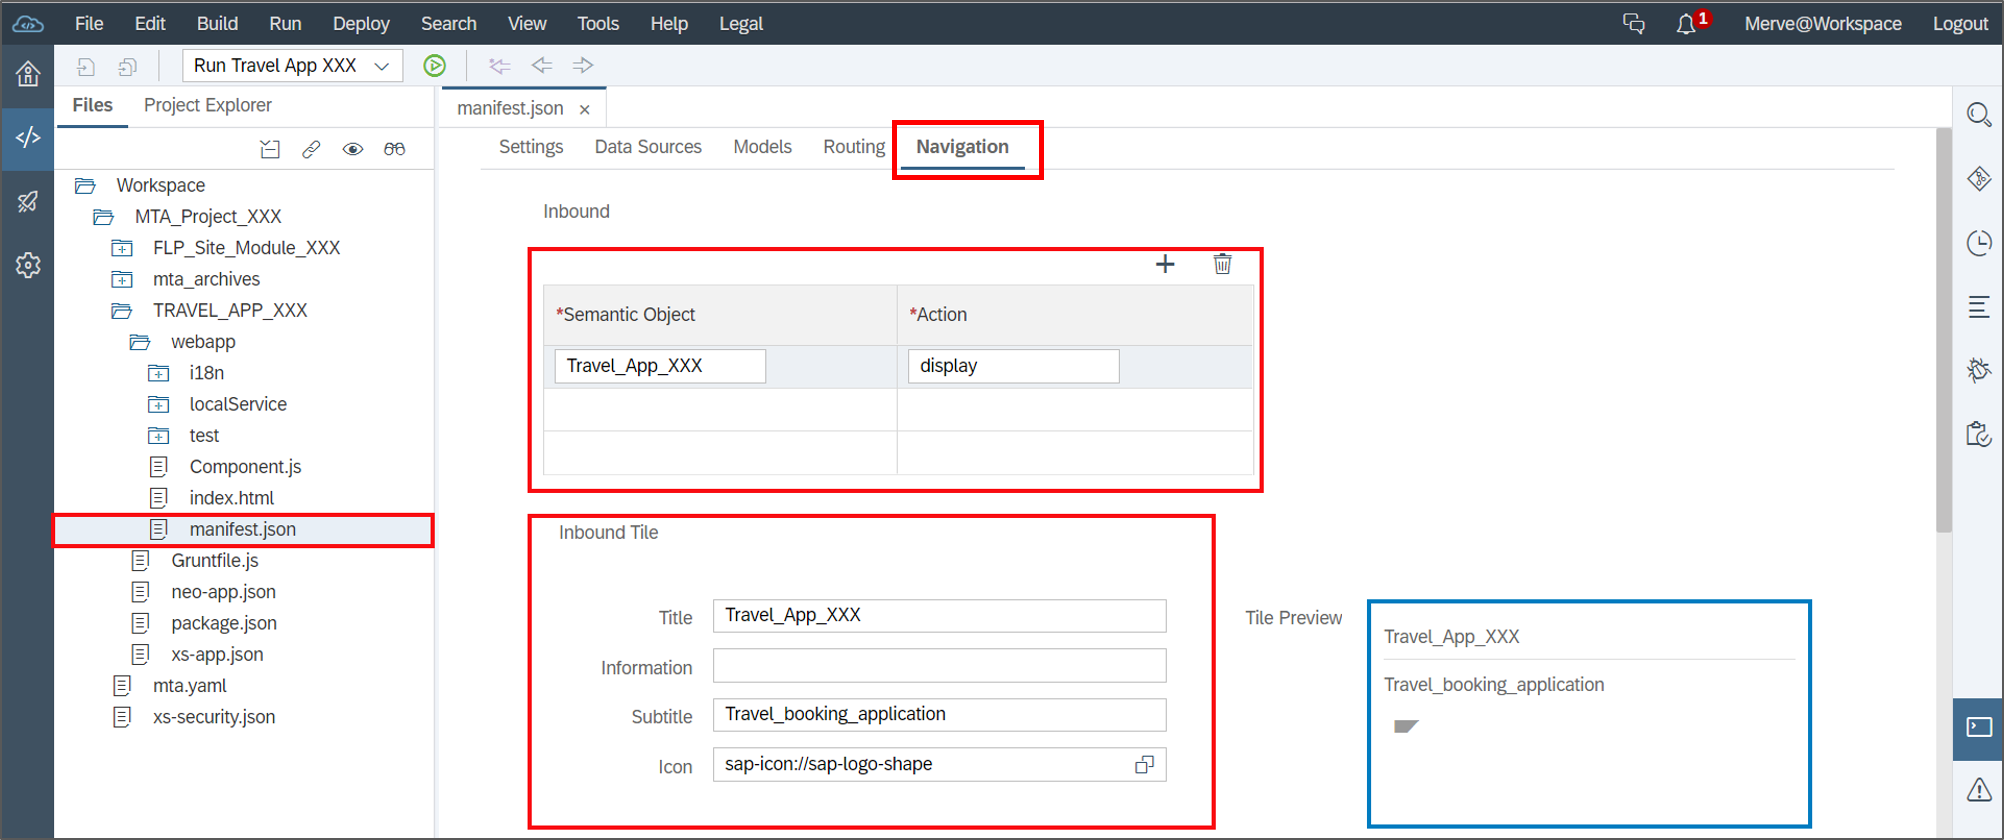 File Edit Build Run Deploy Search View Tools Help Legal 1 Merve@Workspace Logout
Run Travel App XXX
Files Project Explorer
manifest.json ×
Settings Data Sources Models Routing Navigation
Workspace
MTA_Project_XXX
FLP_Site_Module_XXX
mta_archives
TRAVEL_APP_XXX
webapp
i18n
localService
test
Component.js
index.html
manifest.json
Gruntfile.js
neo-app.json
package.json
xs-app.json
mta.yaml
xs-security.json
Inbound
*Semantic Object *Action
Travel_App_XXX display
Inbound Tile
Title Travel_App_XXX
Information
Subtitle Travel_booking_application
Icon sap-icon://sap-logo-shape
Tile Preview
Travel_App_XXX
Travel_booking_application